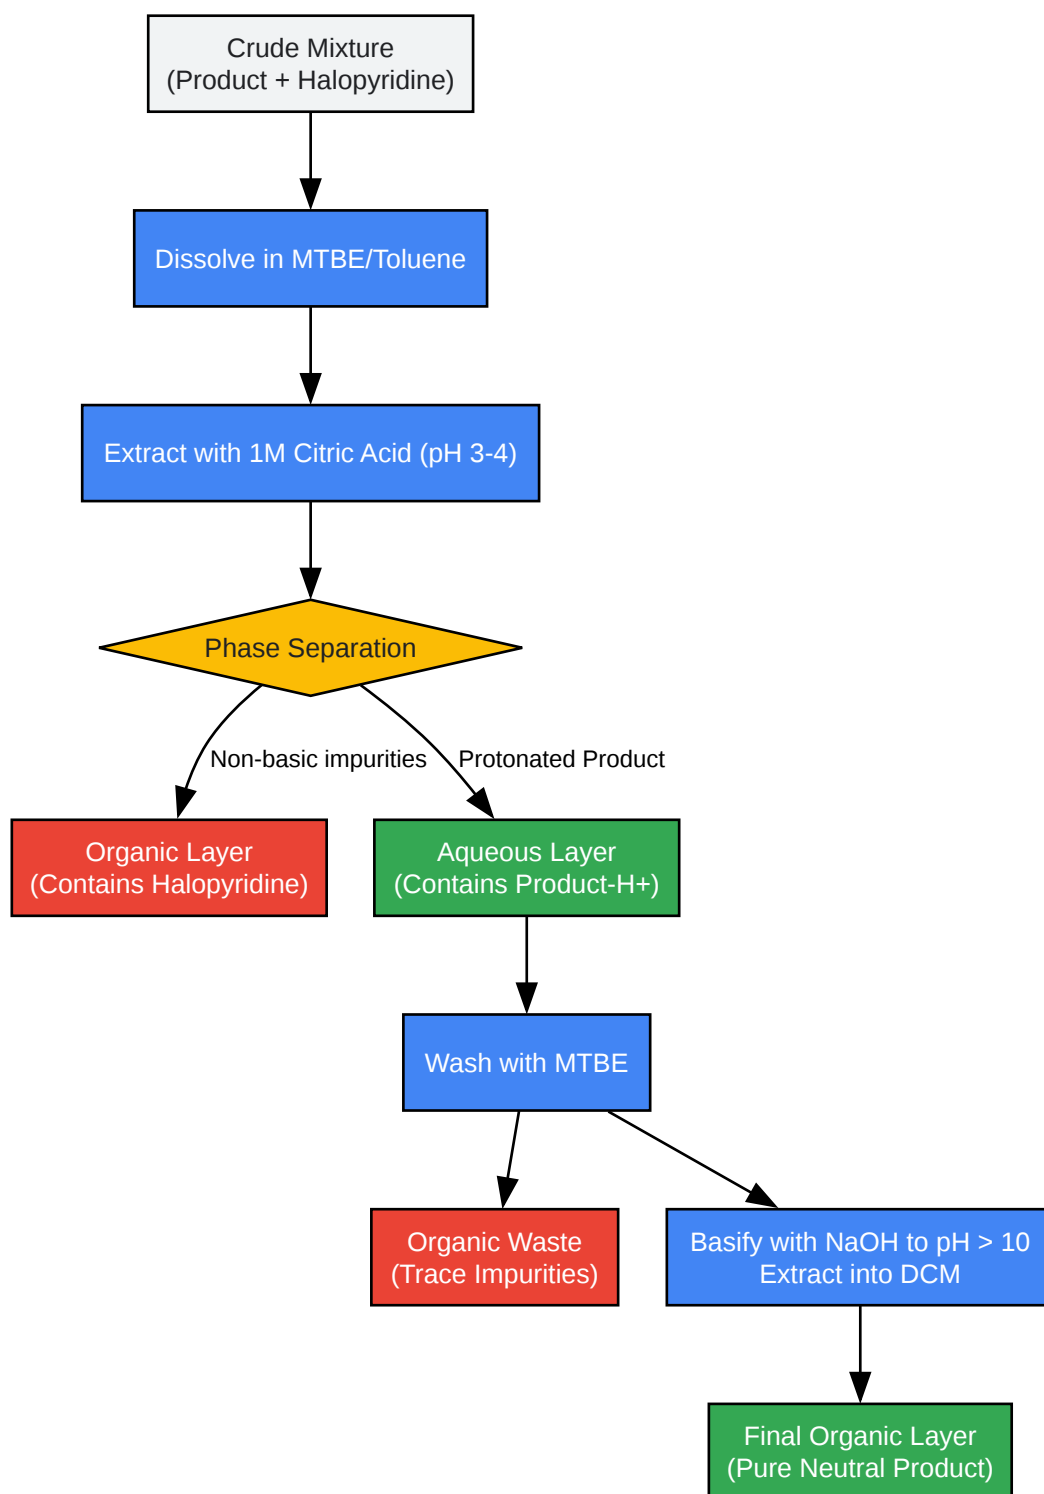 Crude Mixture
(Product + Halopyridine)
Dissolve in MTBE/Toluene
Extract with 1M Citric Acid (pH 3-4)
Phase Separation
Non-basic impurities
Protonated Product
Organic Layer
(Contains Halopyridine)
Aqueous Layer
(Contains Product-H+)
Wash with MTBE
Organic Waste
(Trace Impurities)
Basify with NaOH to pH > 10
Extract into DCM
Final Organic Layer
(Pure Neutral Product)